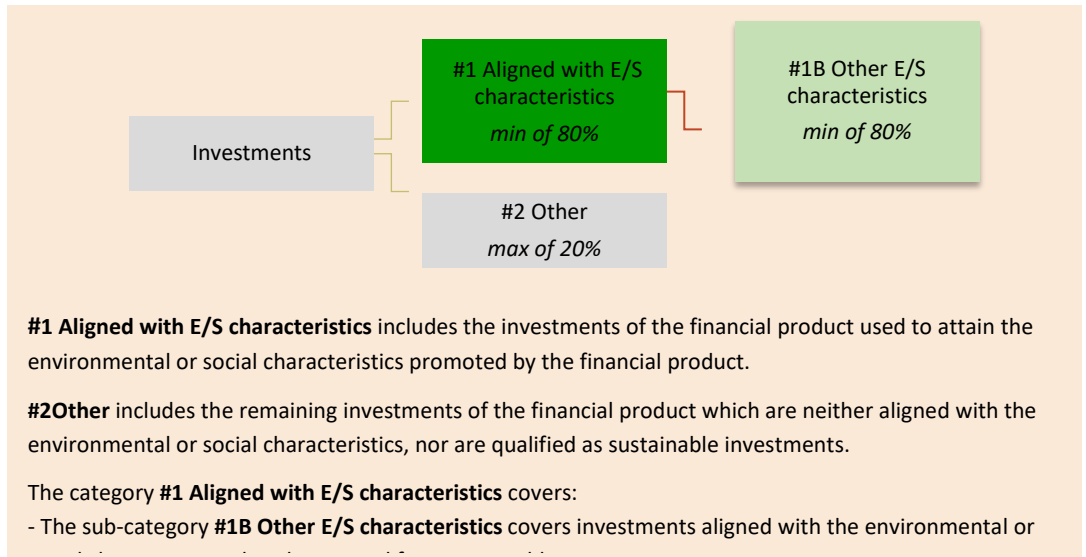 #1 Aligned with E/S
characteristics
min of 80%
#1B Other E/S
characteristics
min of 80%
Investments
#2 Other
max of 20%
#1 Aligned with E/S characteristics includes the investments of the financial product used to attain the
environmental or social characteristics promoted by the financial product.
#2Other includes the remaining investments of the financial product which are neither aligned with the
environmental or social characteristics, nor are qualified as sustainable investments.
The category #1 Aligned with E/S characteristics covers:
- The sub-category #1B Other E/S characteristics covers investments aligned with the environmental or